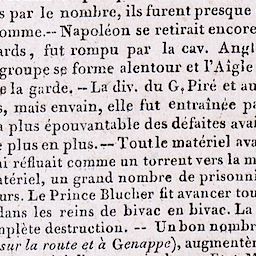 s par le nombre, ils furent presque
omme.-- Napoléon se retirait encore
ards, fut rompu par la cav. Angl
groupe se forme alentour et l'Aigle
e la garde. -- La div. du G, Piré et au
s, mais envain, elle fut entraînée pa
a plus épouvantable des défaites avai
e plus en plus.-- Tout le matériel ava
i réfluait comme un torrent vers la m
atériel, un grand nombre de prisonni
urs. Le Prince Blucher fit avancer tou
dans les reins de bivac en bivac. La
mplète destruction. -- Un bon nomb
sur la route et à Genappe), augmentèr